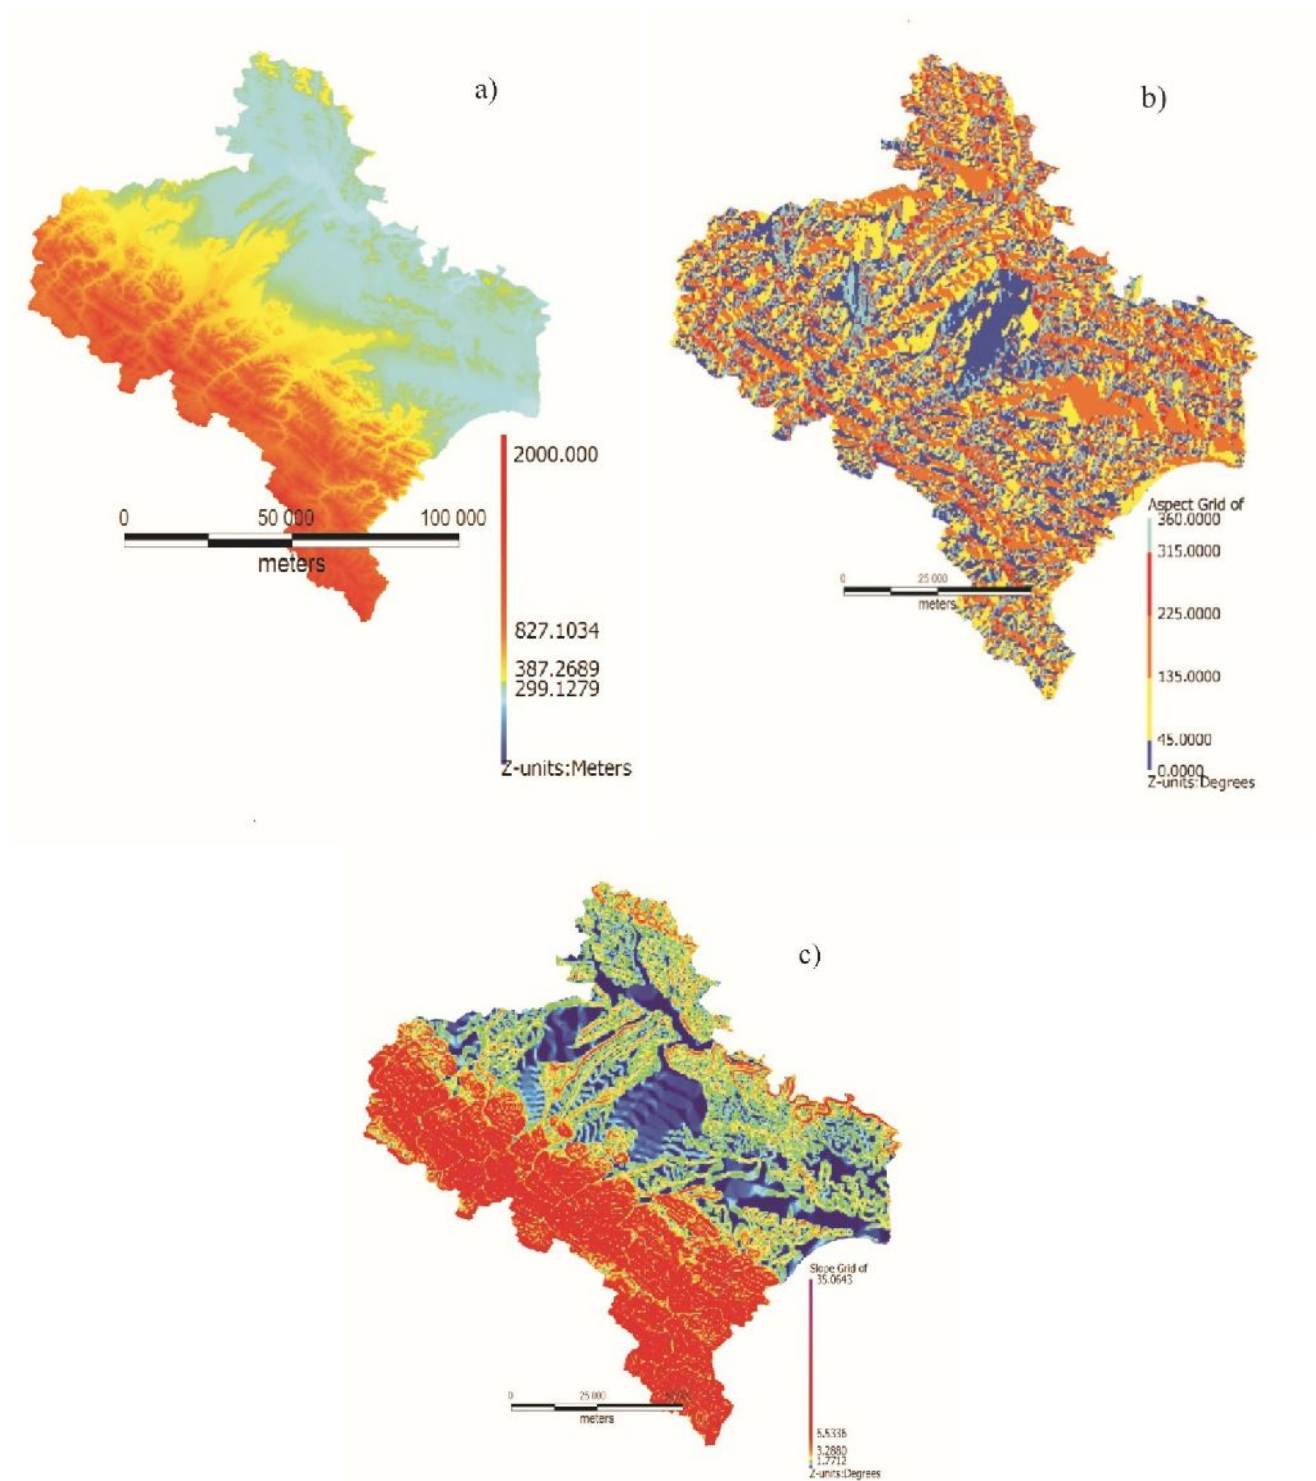 a)
2000.000
827.1034
387.2689
299.1279
Z-units:Meters
0 50 000 100 000
meters
b)
Aspect Grid of
360.0000
315.0000
225.0000
135.0000
45.0000
0.0000
Z-units:Degrees
0 25 000
meters
c)
Slope Grid of
35.0643
3.2880
1.7712
Z-units:Degrees
0 25 000
meters